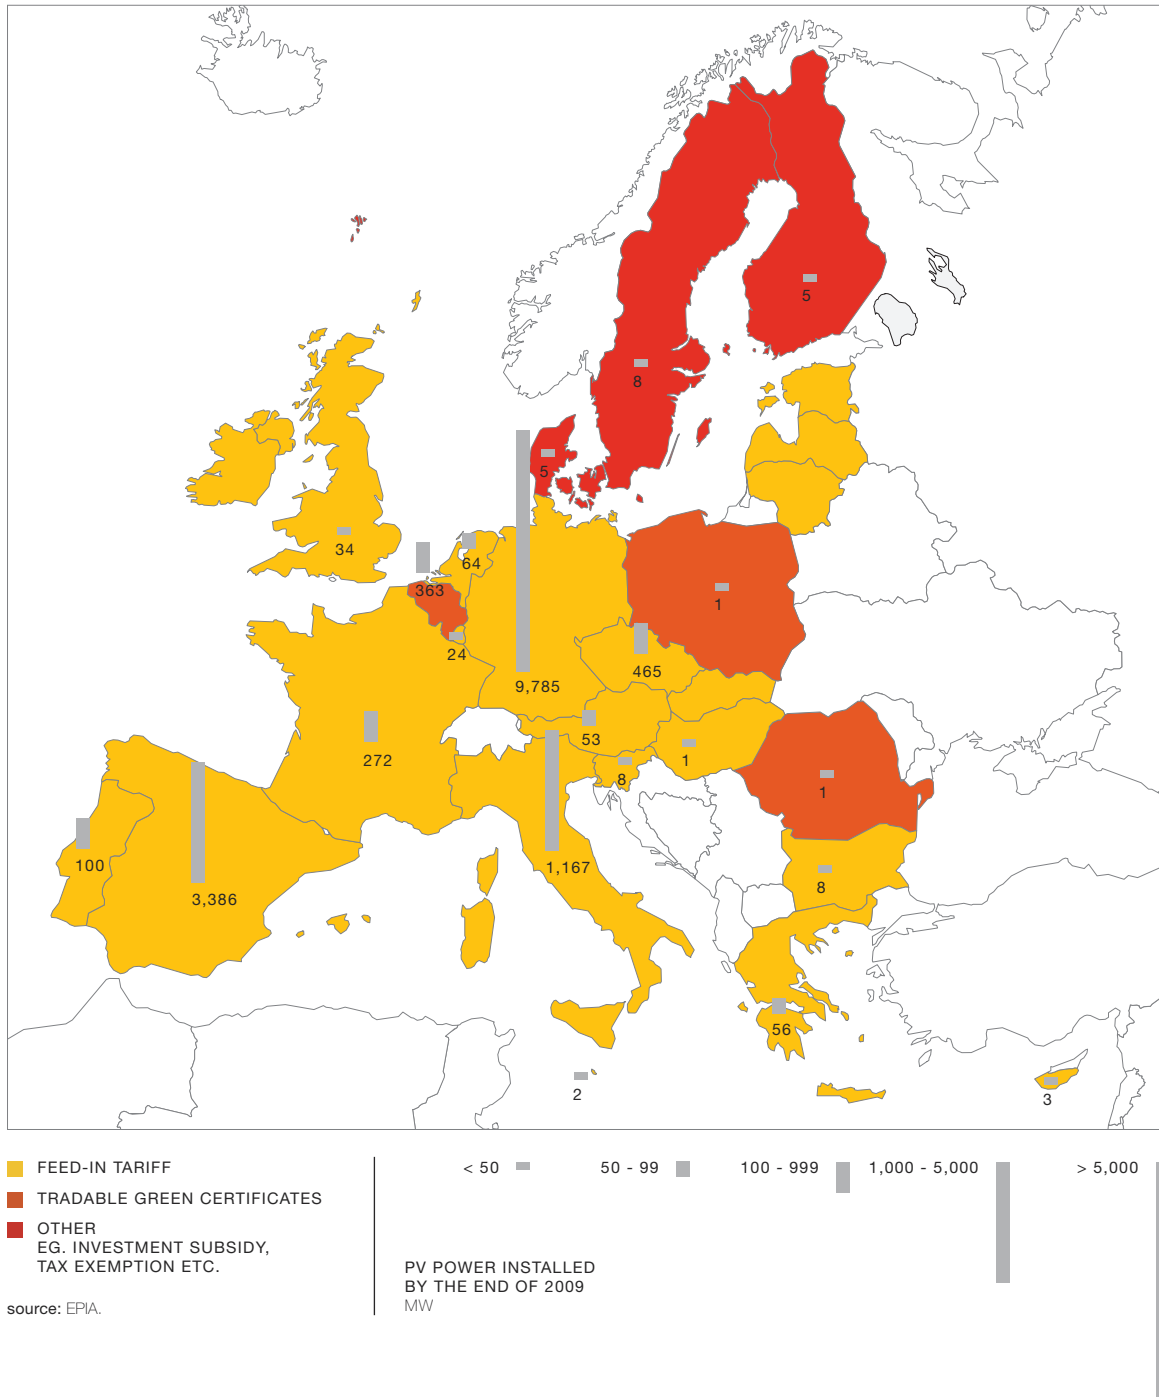 5
8
5
34
64
363
1
24
465
9,785
53
1
272
8
1
1,167
100
8
3,386
56
2
3
FEED-IN TARIFF
TRADABLE GREEN CERTIFICATES
OTHER
EG. INVESTMENT SUBSIDY,
TAX EXEMPTION ETC.
source: EPIA.
< 50
50 - 99
100 - 999
1,000 - 5,000
> 5,000
PV POWER INSTALLED
BY THE END OF 2009
MW